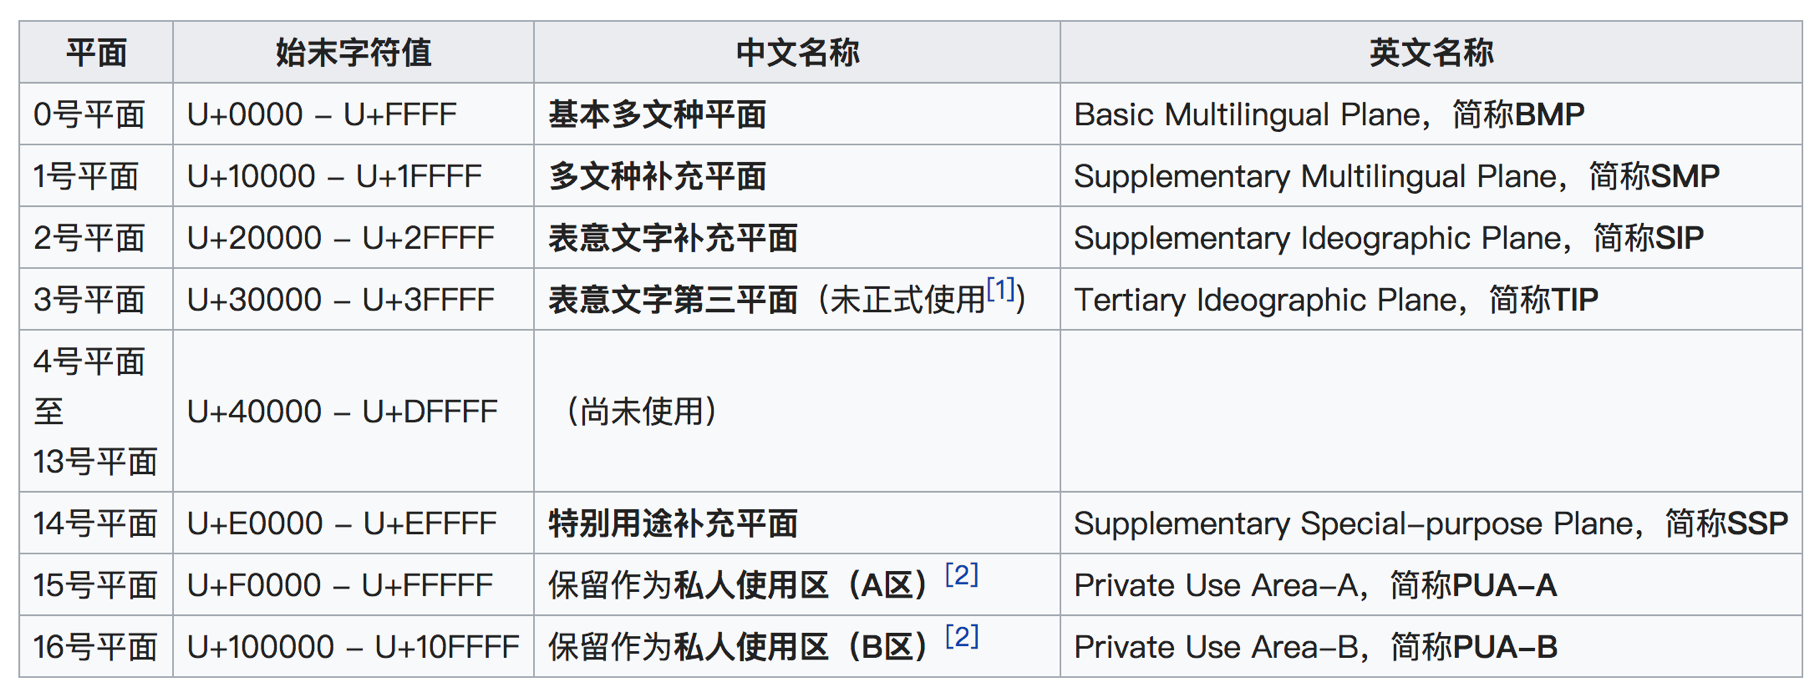 平面 始末字符值 中文名称 英文名称
0号平面 U+0000 – U+FFFF 基本多文种平面 Basic Multilingual Plane，简称BMP
1号平面 U+10000 – U+1FFFF 多文种补充平面 Supplementary Multilingual Plane，简称SMP
2号平面 U+20000 – U+2FFFF 表意文字补充平面 Supplementary Ideographic Plane，简称SIP
3号平面 U+30000 – U+3FFFF 表意文字第三平面（未正式使用[1]） Tertiary Ideographic Plane，简称TIP
4号平面
至
13号平面 U+40000 – U+DFFFF （尚未使用）
14号平面 U+E0000 – U+EFFFF 特别用途补充平面 Supplementary Special-purpose Plane，简称SSP
15号平面 U+F0000 – U+FFFFF 保留作为私人使用区（A区）[2] Private Use Area-A，简称PUA-A
16号平面 U+100000 – U+10FFFF 保留作为私人使用区（B区）[2] Private Use Area-B，简称PUA-B